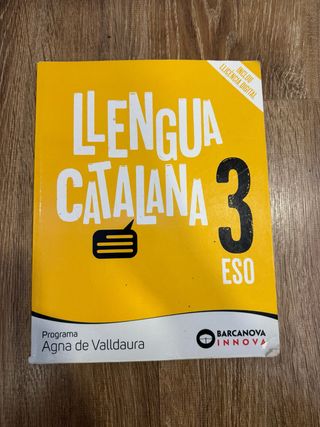 INCLOU
LLICÈNCIA DIGITAL
LLENGUA
CATALANA
3
ESO
Programa
Agna de Valldaura
BARCANOVA
INNOVA